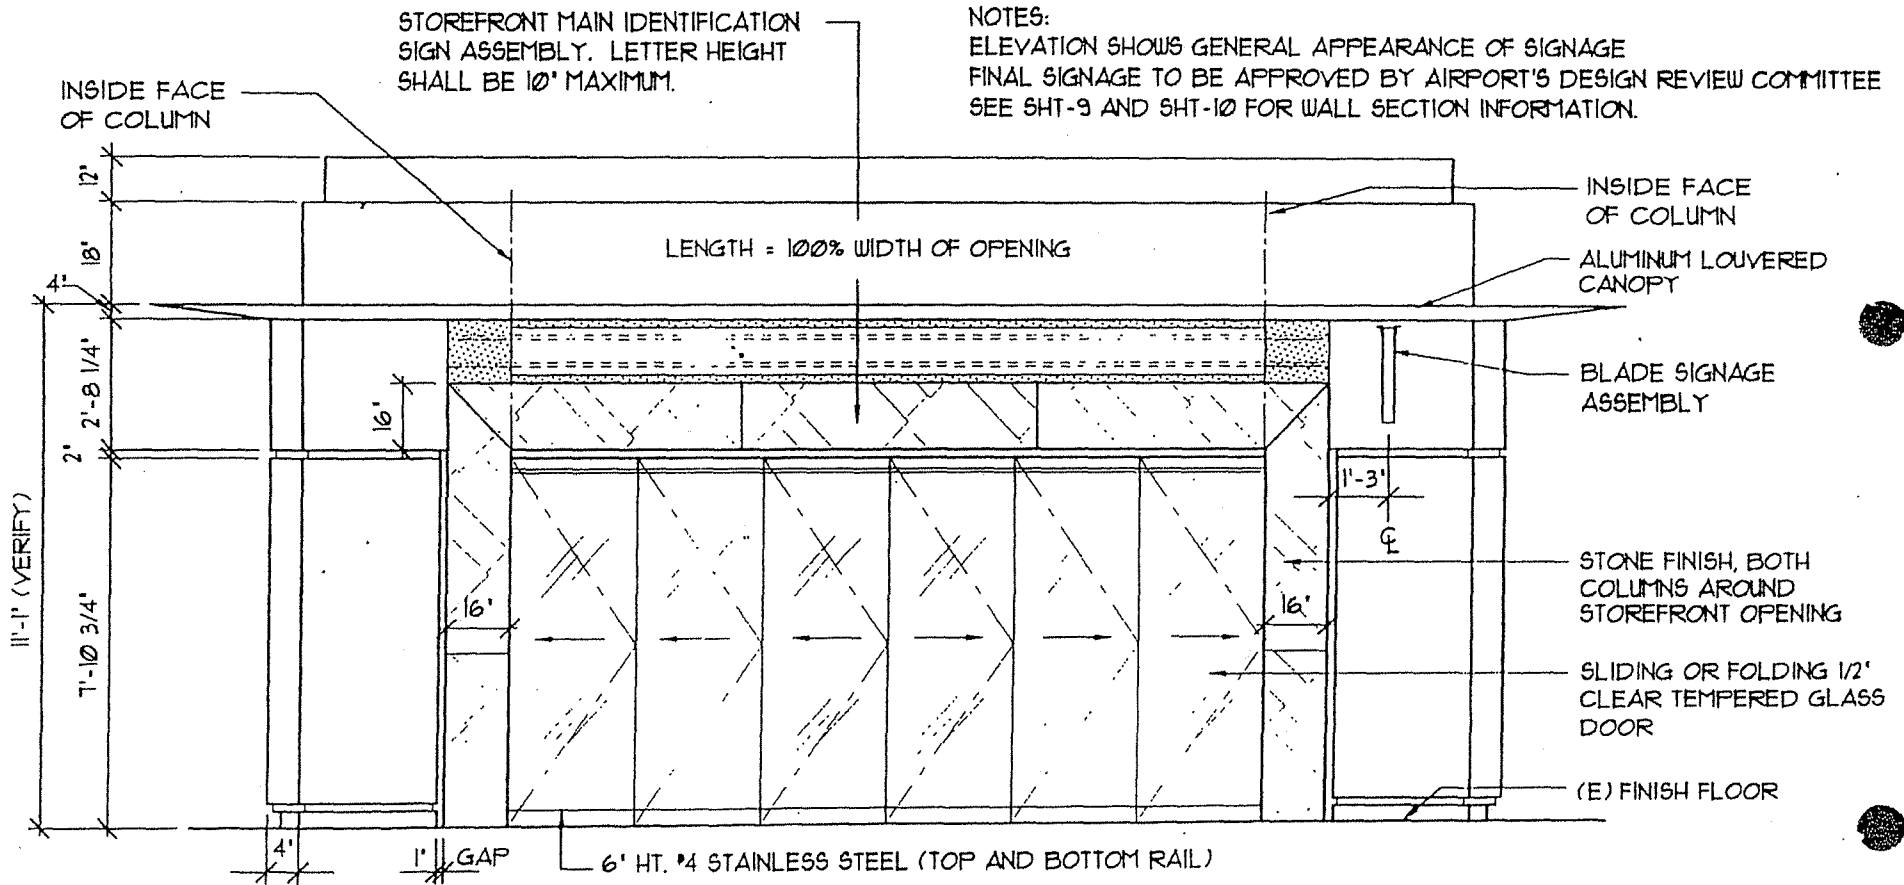 STOREFRONT MAIN IDENTIFICATION
SIGN ASSEMBLY. LETTER HEIGHT
SHALL BE 10" MAXIMUM.
NOTES:
ELEVATION SHOWS GENERAL APPEARANCE OF SIGNAGE
FINAL SIGNAGE TO BE APPROVED BY AIRPORT'S DESIGN REVIEW COMMITTEE
SEE SHT-9 AND SHT-10 FOR WALL SECTION INFORMATION.
INSIDE FACE
OF COLUMN
INSIDE FACE
OF COLUMN
LENGTH = 100% WIDTH OF OPENING
ALUMINUM LOUVERED
CANOPY
BLADE SIGNAGE
ASSEMBLY
12"
18"
4"
2'-8 1/4"
16"
2"
11'-1" (VERIFY)
7'-10 3/4"
1'-3"
CL
16"
16"
STONE FINISH, BOTH
COLUMNS AROUND
STOREFRONT OPENING
SLIDING OR FOLDING 1/2"
CLEAR TEMPERED GLASS
DOOR
(E) FINISH FLOOR
4"
1" GAP
6" HT. #4 STAINLESS STEEL (TOP AND BOTTOM RAIL)